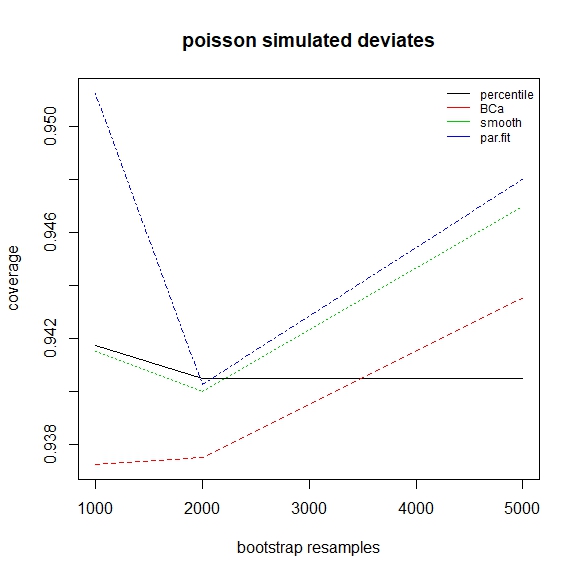 poisson simulated deviates
percentile
BCa
smooth
par.fit
coverage
0.950
0.946
0.942
0.938
1000 2000 3000 4000 5000
bootstrap resamples